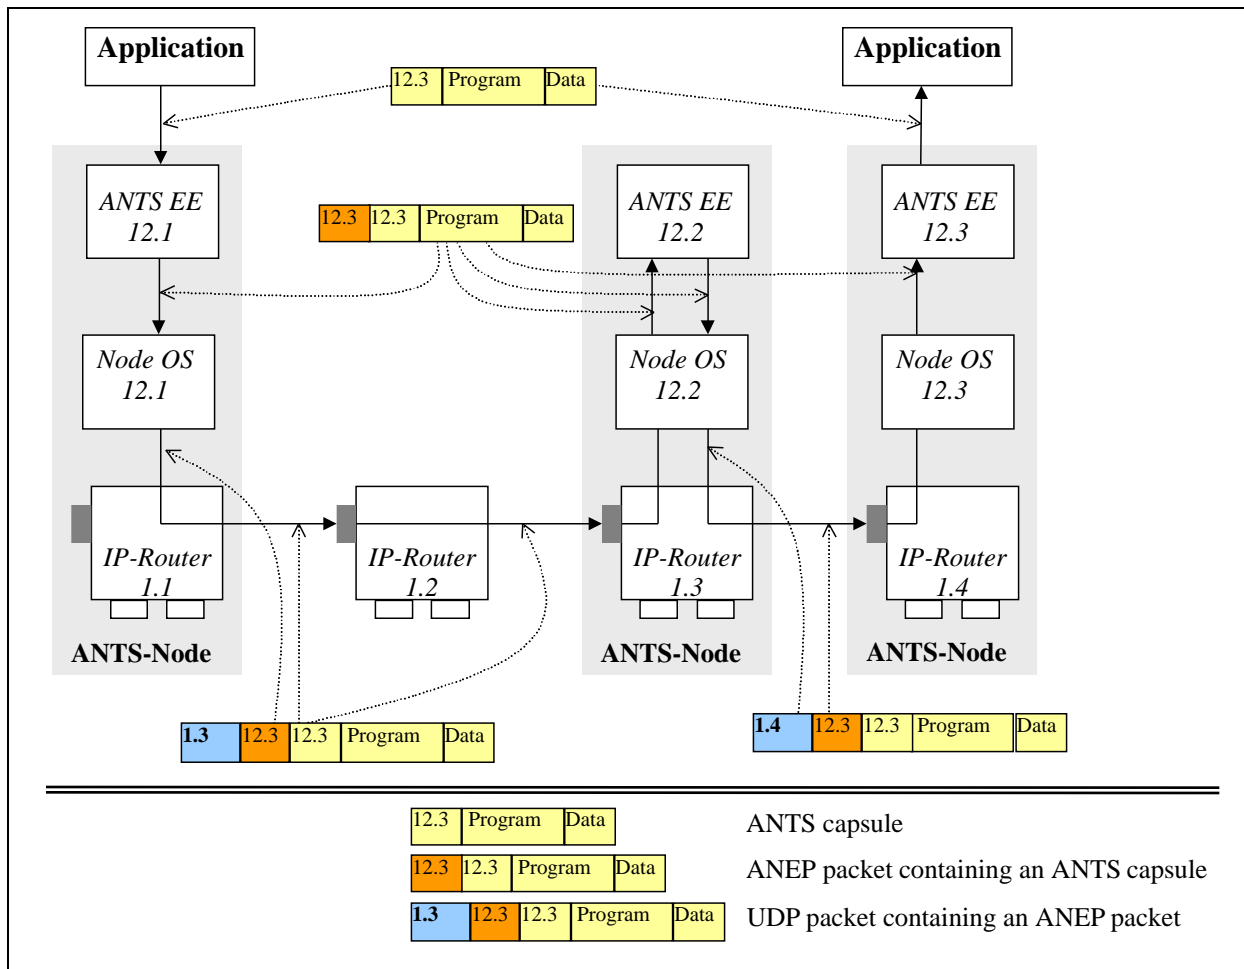 Application
Application
12.3 Program Data
ANTS EE
12.1
ANTS EE
12.2
ANTS EE
12.3
12.3 12.3 Program Data
Node OS
12.1
Node OS
12.2
Node OS
12.3
IP-Router
1.1
IP-Router
1.2
IP-Router
1.3
IP-Router
1.4
ANTS-Node
ANTS-Node
ANTS-Node
1.3 12.3 12.3 Program Data
1.4 12.3 12.3 Program Data
12.3 Program Data ANTS capsule
12.3 12.3 Program Data ANEP packet containing an ANTS capsule
1.3 12.3 12.3 Program Data UDP packet containing an ANEP packet